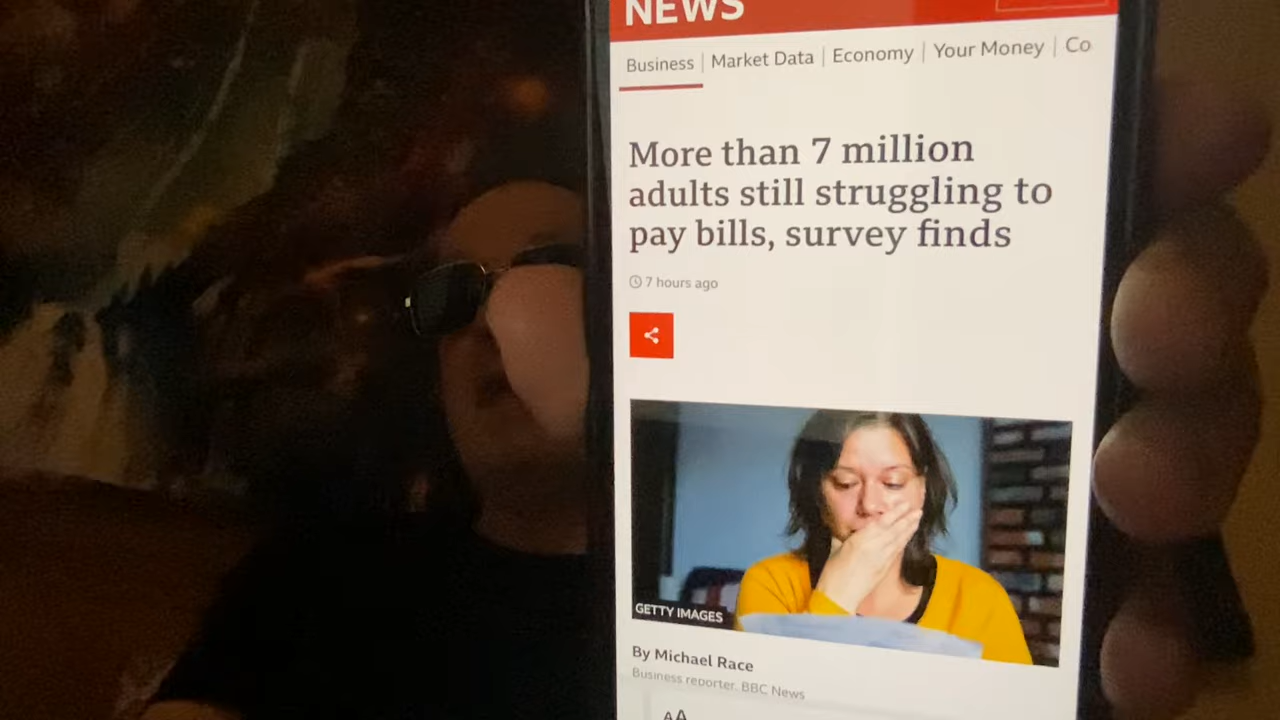 NEWS
Business | Market Data | Economy | Your Money | Co
More than 7 million
adults still struggling to
pay bills, survey finds
7 hours ago
GETTY IMAGES
By Michael Race
Business reporter, BBC News
AA